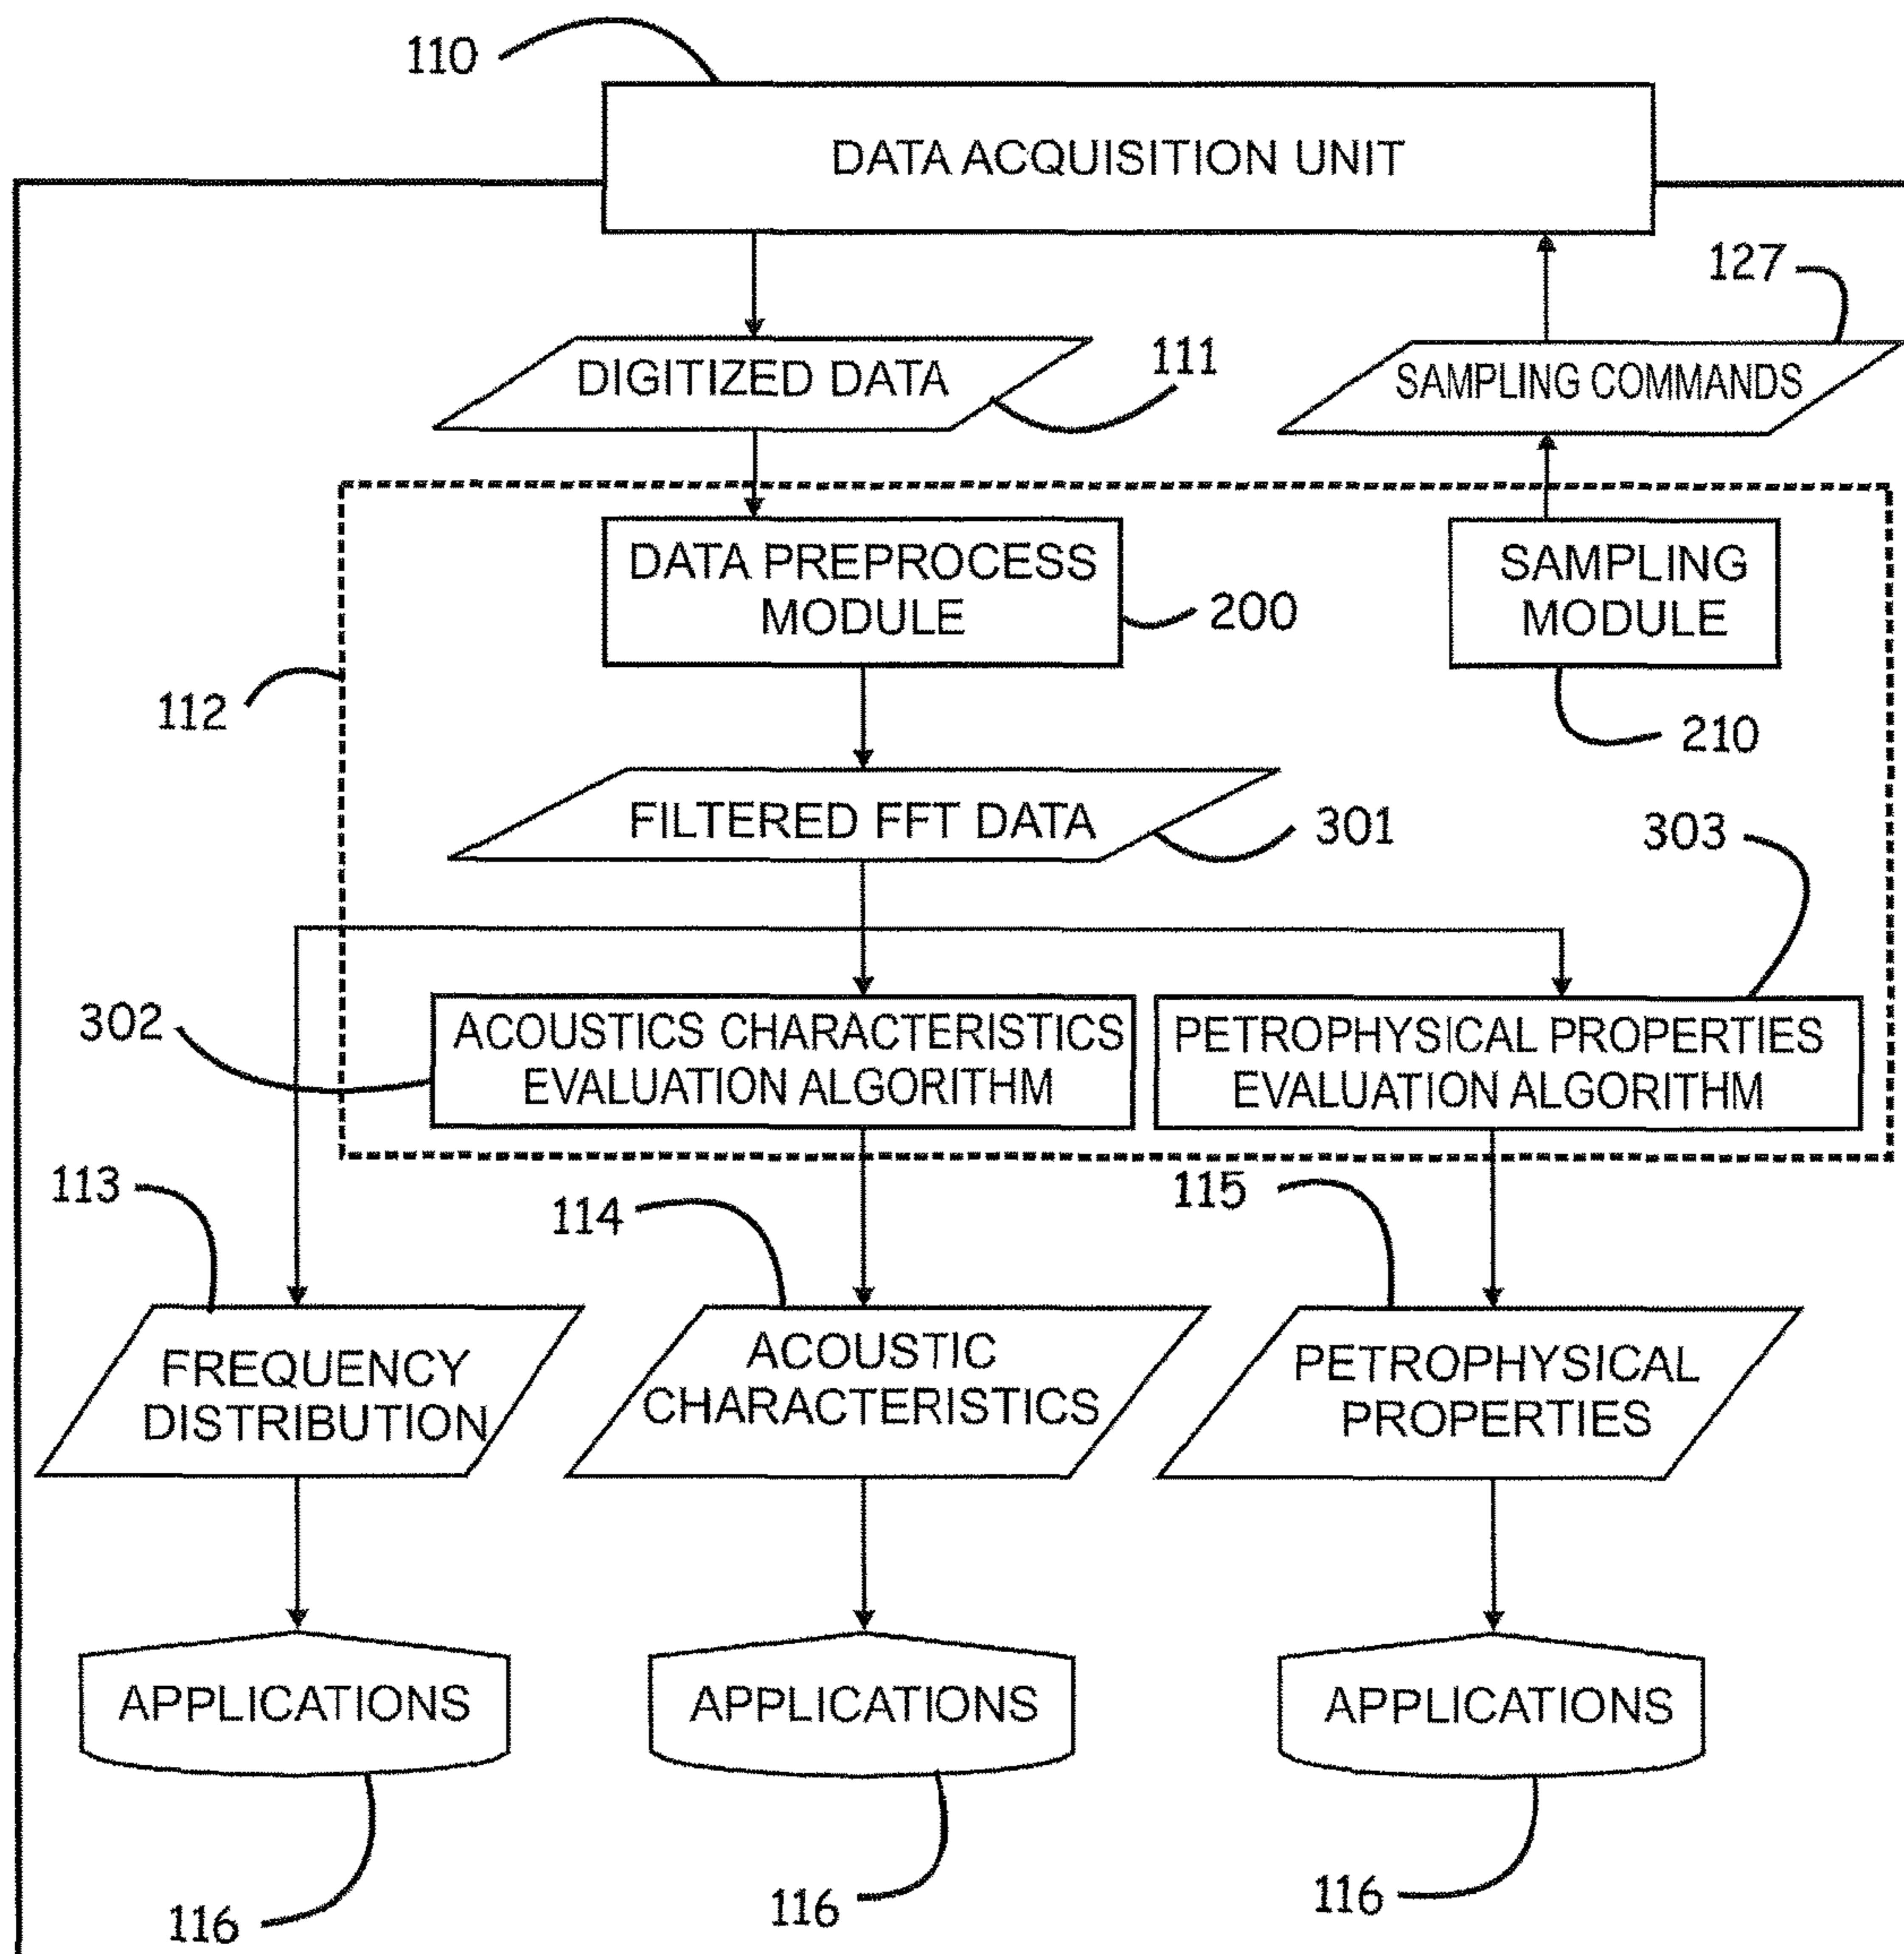 110
DATA ACQUISITION UNIT
127
DIGITIZED DATA
111
SAMPLING COMMANDS
DATA PREPROCESS
MODULE
200
SAMPLING
MODULE
112
210
FILTERED FFT DATA
301
303
302
ACOUSTICS CHARACTERISTICS
EVALUATION ALGORITHM
PETROPHYSICAL PROPERTIES
EVALUATION ALGORITHM
113
114
115
FREQUENCY
DISTRIBUTION
ACOUSTIC
CHARACTERISTICS
PETROPHYSICAL
PROPERTIES
APPLICATIONS
APPLICATIONS
APPLICATIONS
116
116
116